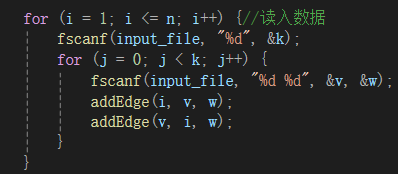 for (i = 1; i <= n; i++) {//读入数据
fscanf(input_file, "%d", &k);
for (j = 0; j < k; j++) {
fscanf(input_file, "%d %d", &v, &w);
addEdge(i, v, w);
addEdge(v, i, w);
}
}